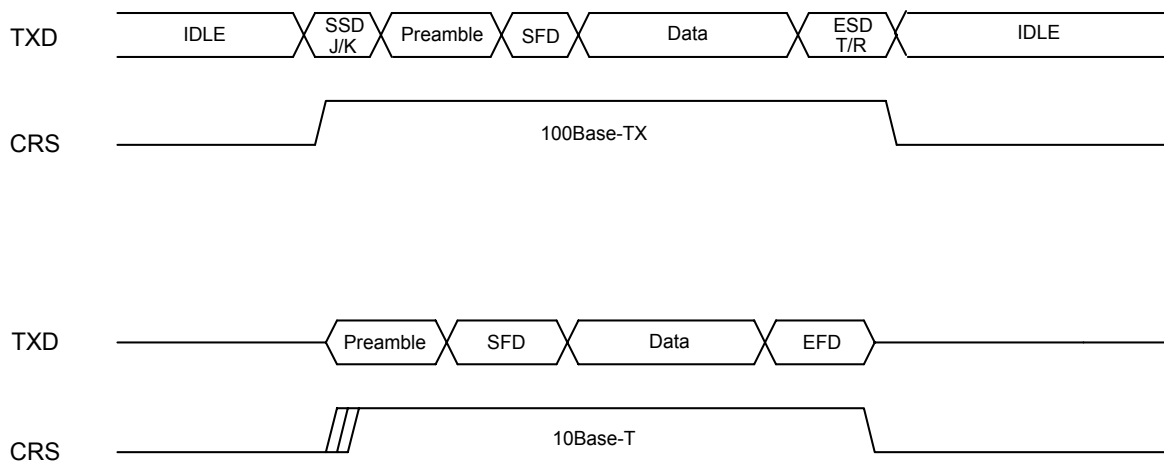 TXD
IDLE
SSD
J/K
Preamble
SFD
Data
ESD
T/R
IDLE
CRS
100Base-TX
TXD
Preamble
SFD
Data
EFD
CRS
10Base-T